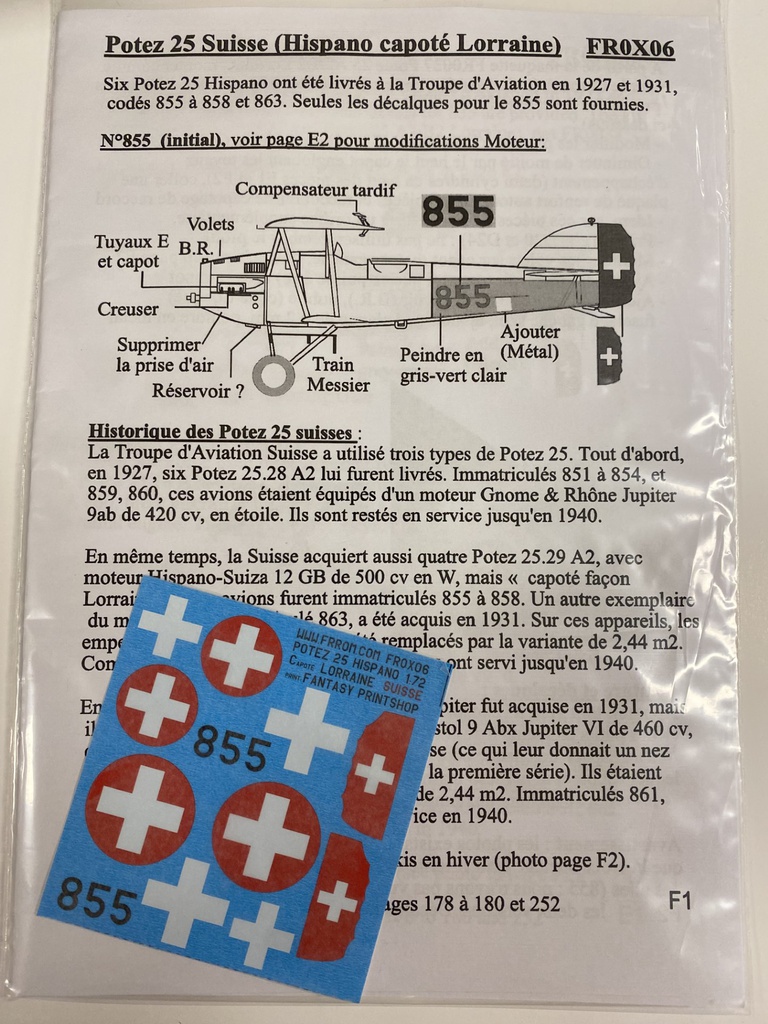 Potez 25 Suisse (Hispano capoté Lorraine) FR0X06
Six Potez 25 Hispano ont été livrés à la Troupe d'Aviation en 1927 et 1931,
codés 855 à 858 et 863. Seules les décalques pour le 855 sont fournies.
N°855 (initial), voir page E2 pour modifications Moteur:
Compensateur tardif
855
Volets
Tuyaux E
et capot
B.R.
855
Creuser
Supprimer
la prise d'air
Réservoir ?
Train
Messier
Peindre en
gris-vert clair
Ajouter
(Métal)
Historique des Potez 25 suisses :
La Troupe d'Aviation Suisse a utilisé trois types de Potez 25. Tout d'abord,
en 1927, six Potez 25.28 A2 lui furent livrés. Immatriculés 851 à 854, et
859, 860, ces avions étaient équipés d'un moteur Gnome & Rhône Jupiter
9ab de 420 cv, en étoile. Ils sont restés en service jusqu'en 1940.
En même temps, la Suisse acquiert aussi quatre Potez 25.29 A2, avec
moteur Hispano-Suiza 12 GB de 500 cv en W, mais « capoté façon
avions furent immatriculés 855 à 858. Un autre exemplaire
du 863, a été acquis en 1931. Sur ces appareils, les
remplacés par la variante de 2,44 m2.
ont servi jusqu'en 1940.
En fut acquise en 1931, mais
9 Abx Jupiter VI de 460 cv,
(ce qui leur donnait un nez
la première série). Ils étaient
de 2,44 m2. Immatriculés 861,
en 1940.
en hiver (photo page F2).
178 à 180 et 252
F1
WWW.FRROM.COM FR0X06
POTEZ 25 HISPANO 1.72
CAPOTÉ LORRAINE SUISSE
PRINT: FANTASY PRINTSHOP
855
855